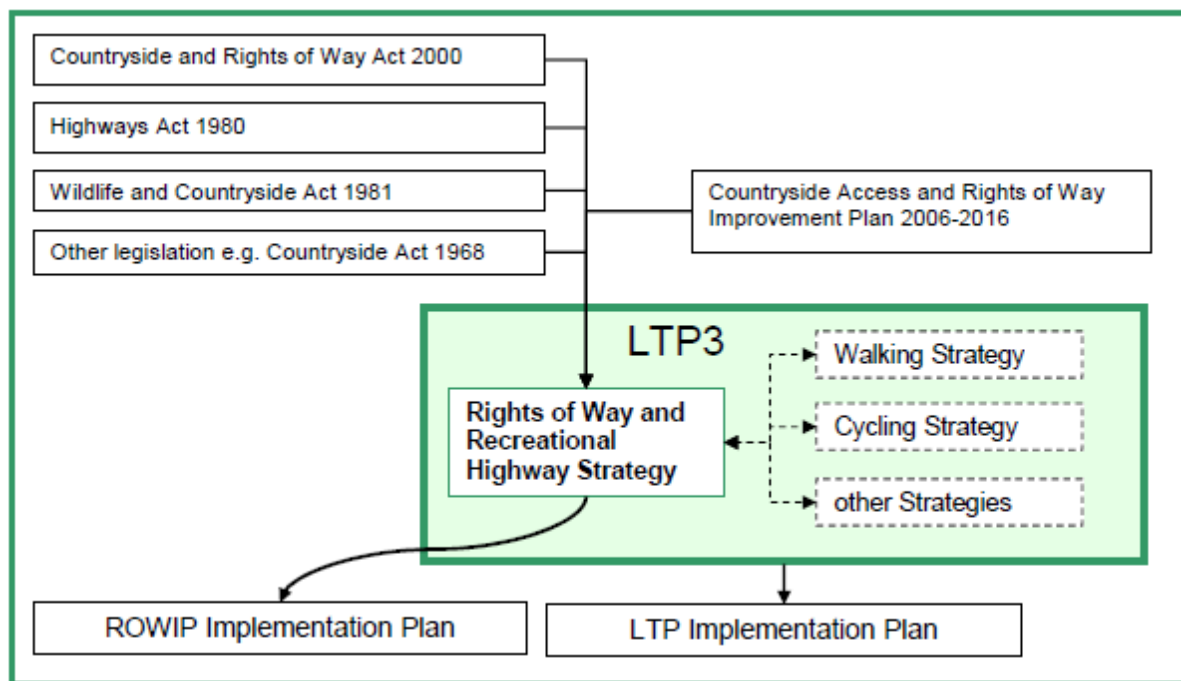 Countryside and Rights of Way Act 2000
Highways Act 1980
Wildlife and Countryside Act 1981
Other legislation e.g. Countryside Act 1968
Countryside Access and Rights of Way
Improvement Plan 2006-2016
LTP3
Rights of Way and
Recreational
Highway Strategy
Walking Strategy
Cycling Strategy
other Strategies
ROWIP Implementation Plan
LTP Implementation Plan